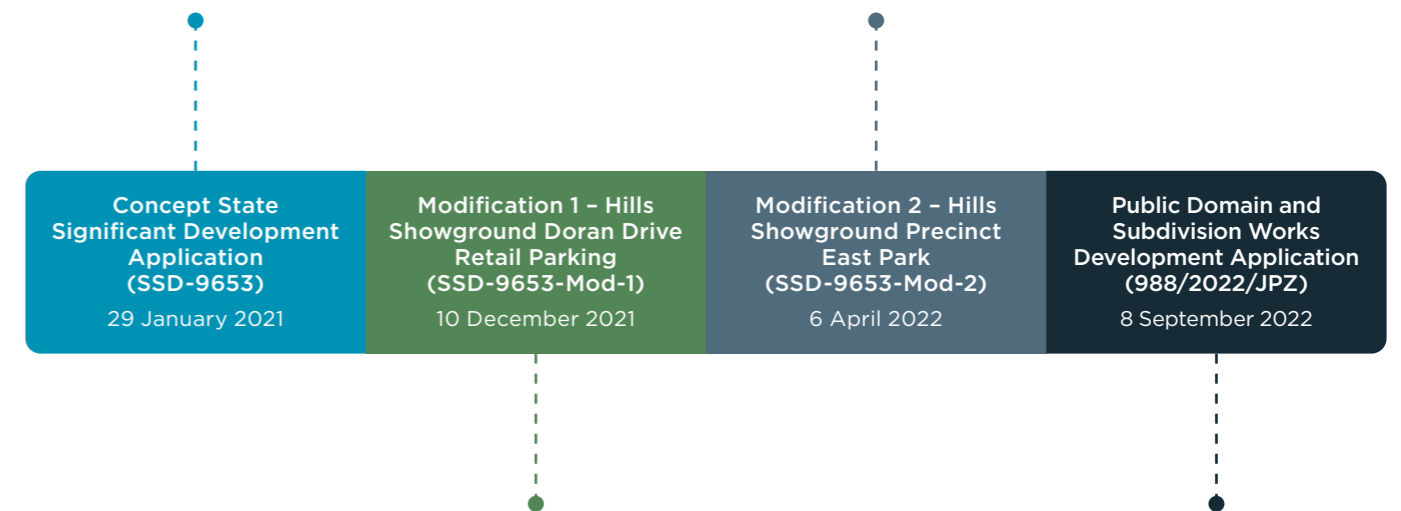 Concept State
Significant Development
Application
(SSD-9653)
29 January 2021
Modification 1 – Hills
Showground Doran Drive
Retail Parking
(SSD-9653-Mod-1)
10 December 2021
Modification 2 – Hills
Showground Precinct
East Park
(SSD-9653-Mod-2)
6 April 2022
Public Domain and
Subdivision Works
Development Application
(988/2022/JPZ)
8 September 2022